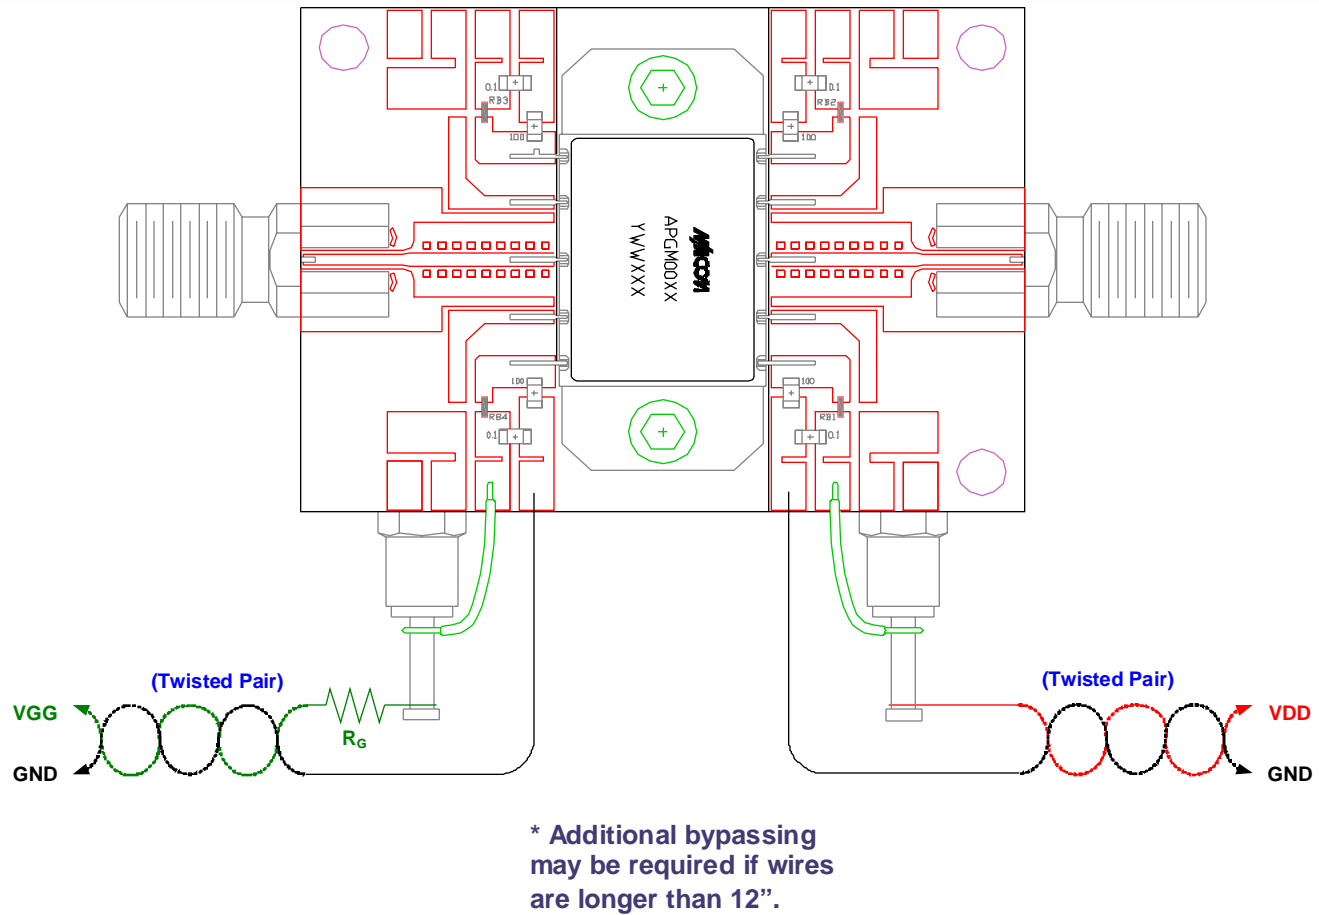 0.1
RB3
100
0.1
RB2
100
MACOM
APGM00XX
YWWXXX
100
RB4
0.1
100
RB1
0.1
(Twisted Pair)
VGG
RG
GND
(Twisted Pair)
VDD
GND
* Additional bypassing
may be required if wires
are longer than 12”.